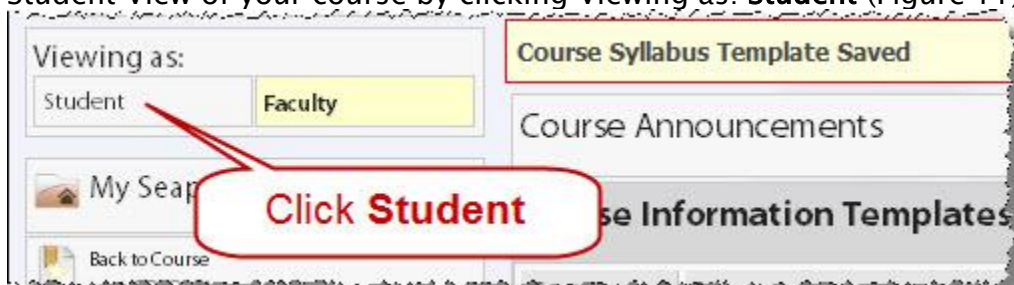 Student View of your course by clicking Viewing as: Student (Figure 11)
Viewing as:
Student
Faculty
Course Syllabus Template Saved
Course Announcements
My Seap
Click Student
se Information Templates
Back to Course